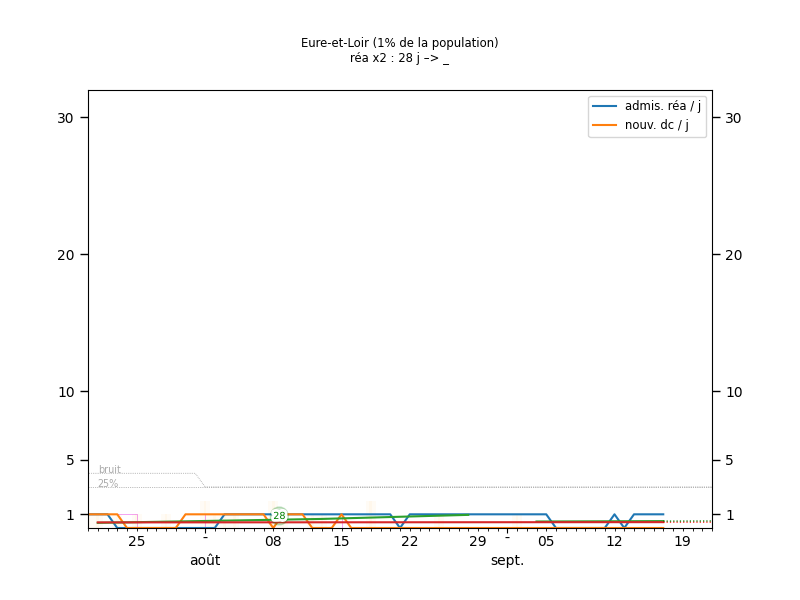 Eure-et-Loir (1% de la population)
réa x2 : 28 j –> _
admis. réa / j
nouv. dc / j
30 30
20 20
10 10
5 5
1 1
bruit
25%
28
25 - 08 15 22 29 - 05 12 19
août sept.